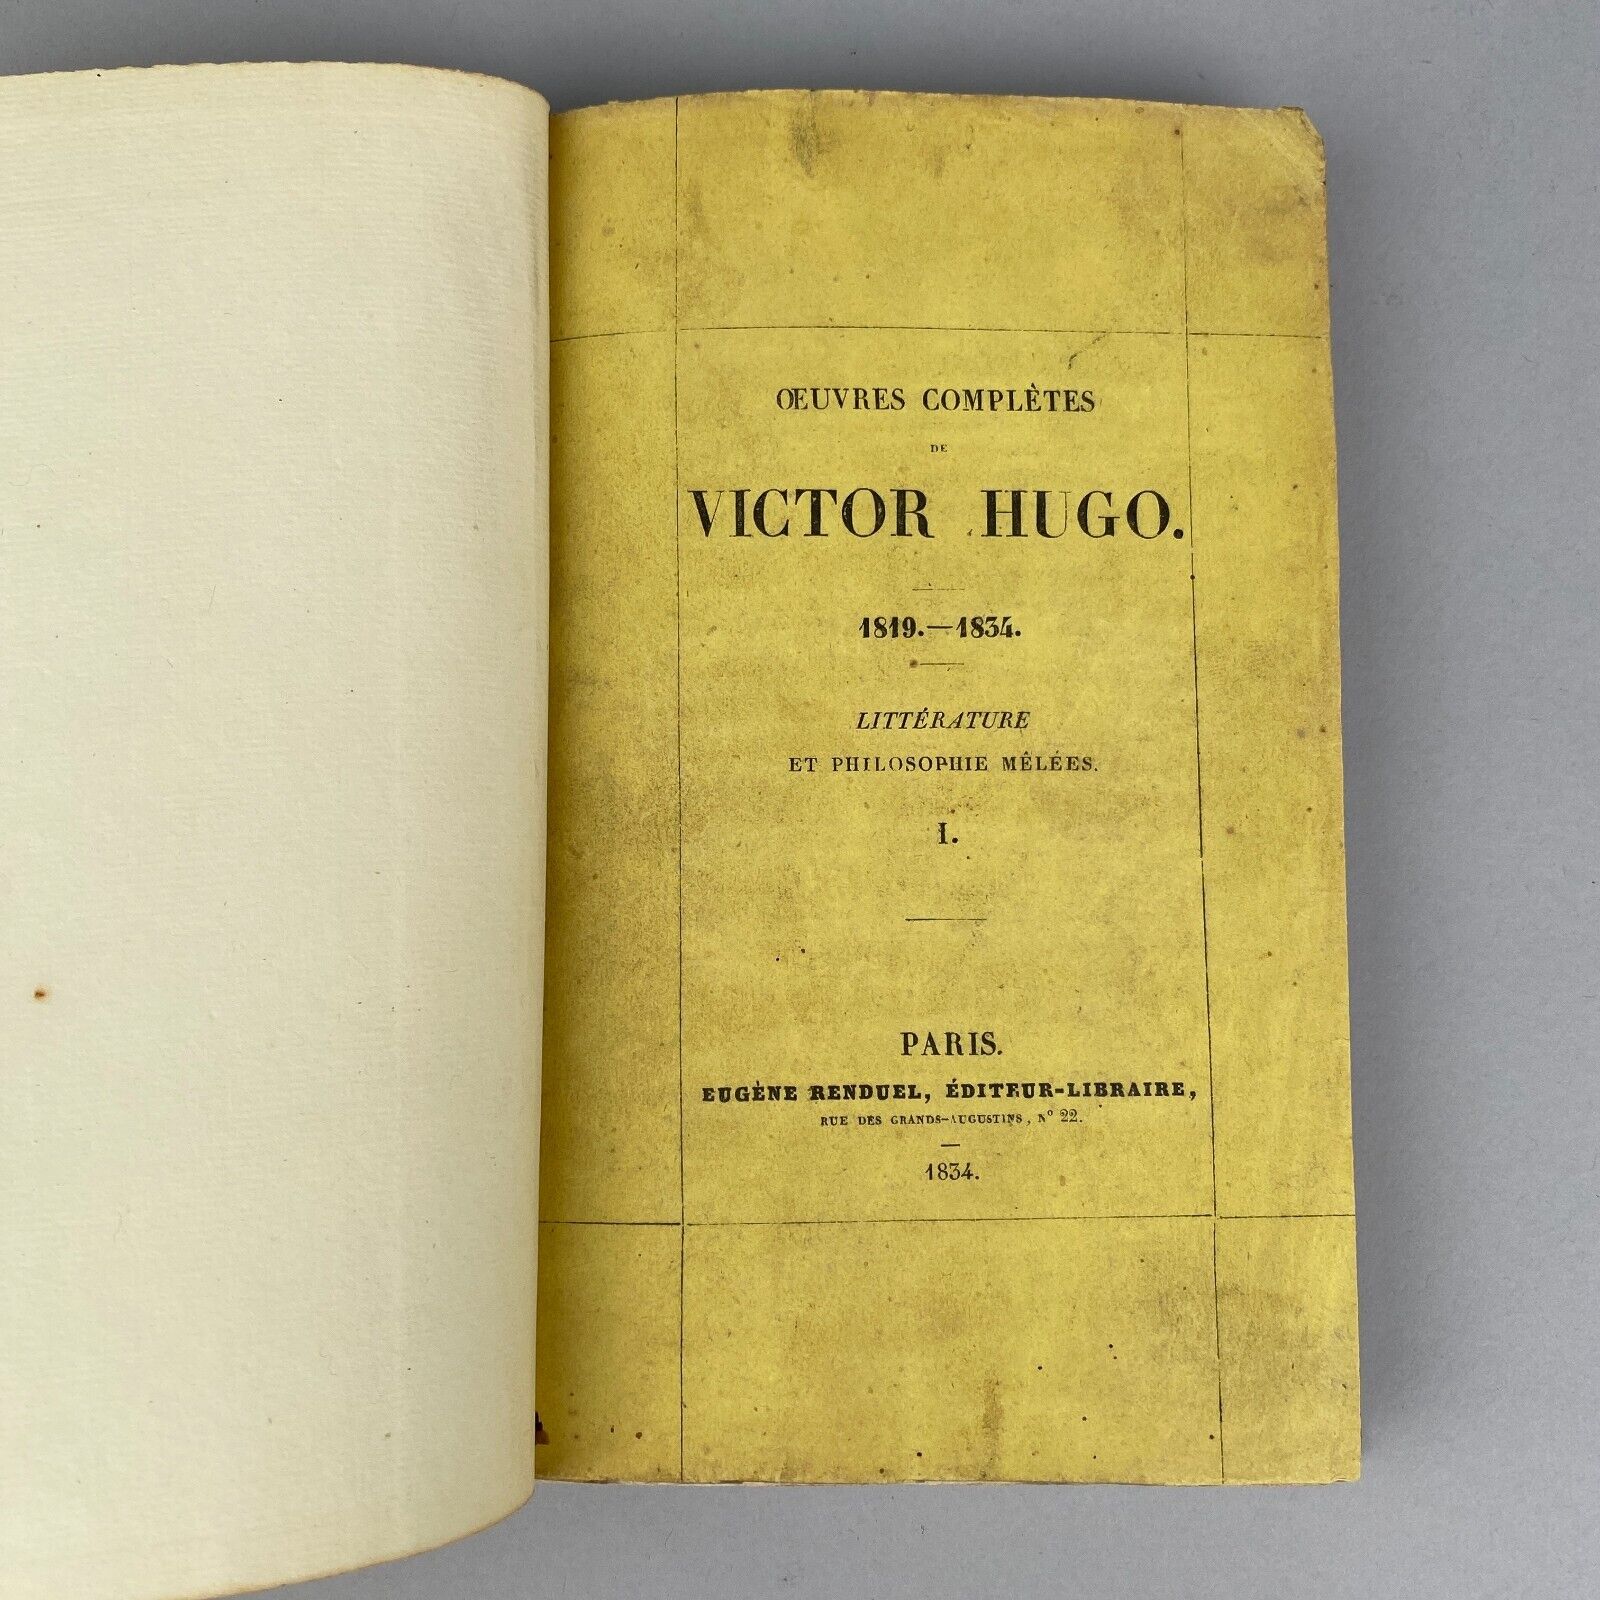 OEUVRES COMPLÈTES
DE
VICTOR HUGO.
1819.—1834.
LITTÉRATURE
ET PHILOSOPHIE MÊLÉES.
I.
PARIS.
EUGÈNE RENDUEL, ÉDITEUR-LIBRAIRE,
RUE DES GRANDS-AUGUSTINS, N° 22.
1834.